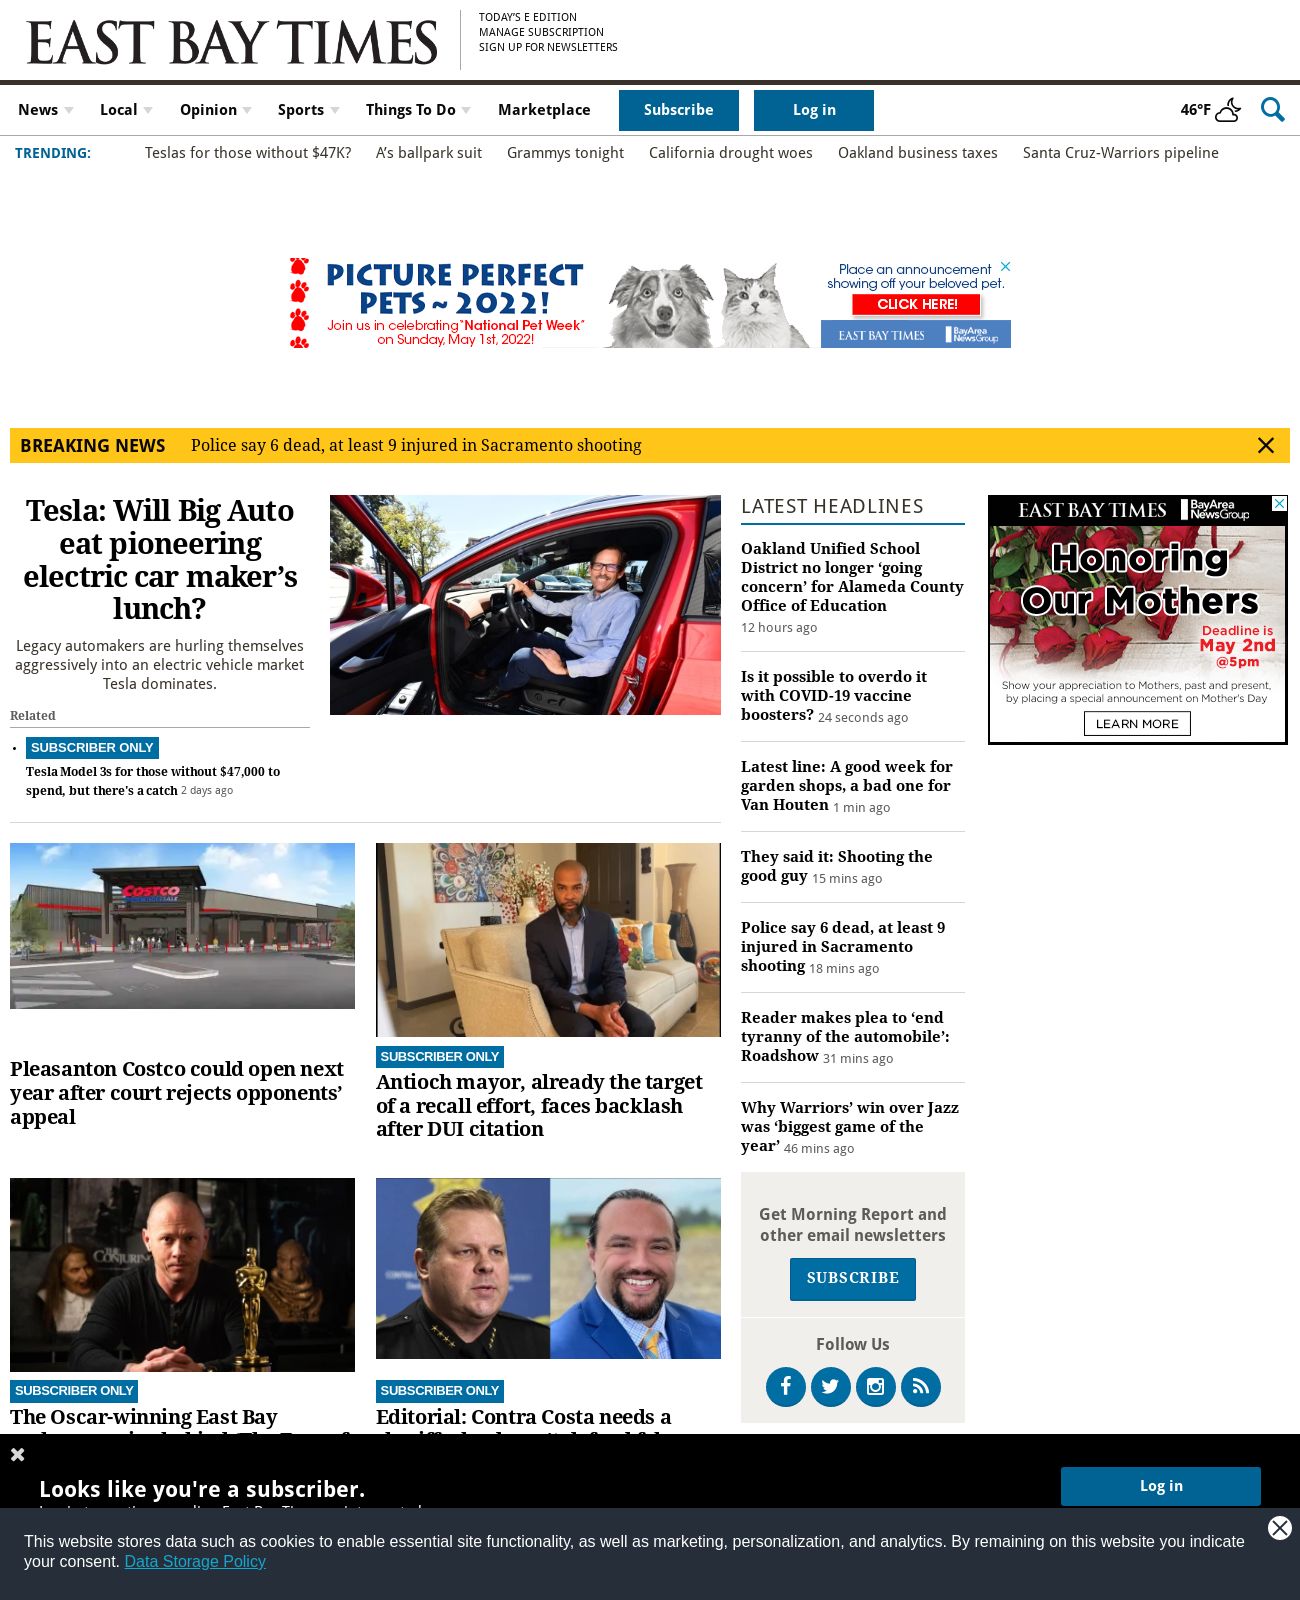 EAST BAY TIMES
TODAY'S E EDITION
MANAGE SUBSCRIPTION
SIGN UP FOR NEWSLETTERS
News
Local
Opinion
Sports
Things To Do
Marketplace
Subscribe
Log in
46°F
TRENDING:
Teslas for those without $47K?
A's ballpark suit
Grammys tonight
California drought woes
Oakland business taxes
Santa Cruz-Warriors pipeline
PICTURE PERFECT
PETS ~ 2022!
Join us in celebrating "National Pet Week"
on Sunday, May 1st, 2022!
Place an announcement
showing off your beloved pet.
CLICK HERE!
EAST BAY TIMES
BayArea
NewsGroup
BREAKING NEWS
Police say 6 dead, at least 9 injured in Sacramento shooting
Tesla: Will Big Auto
eat pioneering
electric car maker's
lunch?
Legacy automakers are hurling themselves
aggressively into an electric vehicle market
Tesla dominates.
Related
• SUBSCRIBER ONLY
Tesla Model 3s for those without $47,000 to
spend, but there's a catch 2 days ago
COSTCO
Pleasanton Costco could open next
year after court rejects opponents'
appeal
SUBSCRIBER ONLY
Antioch mayor, already the target
of a recall effort, faces backlash
after DUI citation
THE
CONJURING
SUBSCRIBER ONLY
The Oscar-winning East Bay
SUBSCRIBER ONLY
Editorial: Contra Costa needs a
LATEST HEADLINES
Oakland Unified School
District no longer 'going
concern' for Alameda County
Office of Education
12 hours ago
Is it possible to overdo it
with COVID-19 vaccine
boosters? 24 seconds ago
Latest line: A good week for
garden shops, a bad one for
Van Houten 1 min ago
They said it: Shooting the
good guy 15 mins ago
Police say 6 dead, at least 9
injured in Sacramento
shooting 18 mins ago
Reader makes plea to 'end
tyranny of the automobile':
Roadshow 31 mins ago
Why Warriors' win over Jazz
was 'biggest game of the
year' 46 mins ago
Get Morning Report and
other email newsletters
SUBSCRIBE
Follow Us
EAST BAY TIMES
BayArea
NewsGroup
Honoring
Our Mothers
Deadline is
May 2nd
@5pm
Show your appreciation to Mothers, past and present,
by placing a special announcement on Mother's Day
LEARN MORE
Looks like you're a subscriber.
Log in
This website stores data such as cookies to enable essential site functionality, as well as marketing, personalization, and analytics. By remaining on this website you indicate
your consent. Data Storage Policy